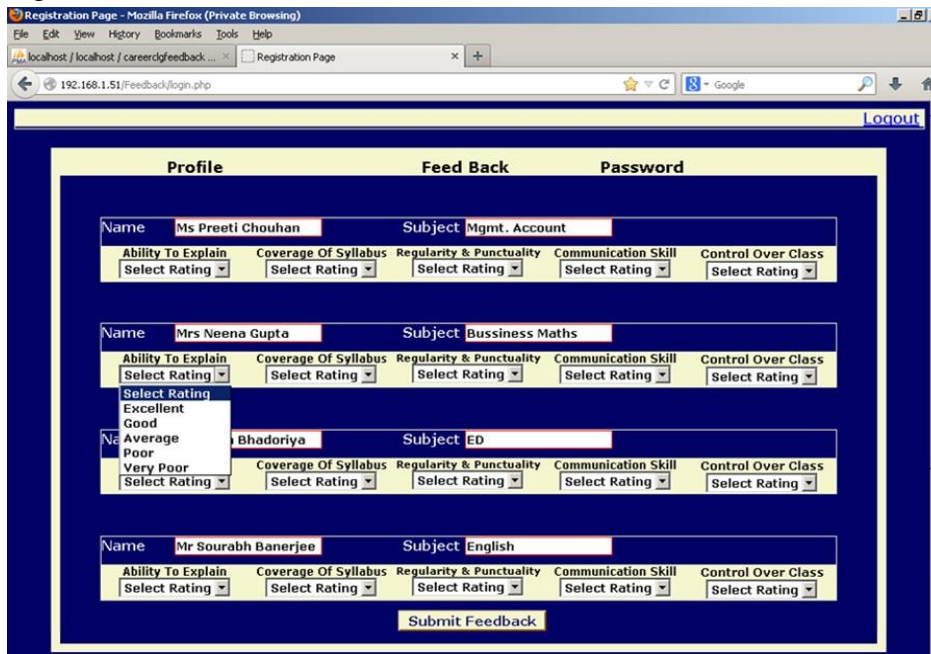 Registration Page - Mozilla Firefox (Private Browsing)
File Edit View History Bookmarks Tools Help
localhost / localhost / careerclgfeedback ... Registration Page
192.168.1.51/Feedback/login.php Google
Logout
Profile Feed Back Password
Name Ms Preeti Chouhan Subject Mgmt. Account
Ability To Explain Coverage Of Syllabus Regularity & Punctuality Communication Skill Control Over Class
Select Rating Select Rating Select Rating Select Rating Select Rating
Name Mrs Neena Gupta Subject Bussiness Maths
Ability To Explain Coverage Of Syllabus Regularity & Punctuality Communication Skill Control Over Class
Select Rating Select Rating Select Rating Select Rating Select Rating
Select Rating
Excellent
Good
Average
Poor
Very Poor
Bhadoriya Subject ED
Coverage Of Syllabus Regularity & Punctuality Communication Skill Control Over Class
Select Rating Select Rating Select Rating Select Rating Select Rating
Name Mr Sourabh Banerjee Subject English
Ability To Explain Coverage Of Syllabus Regularity & Punctuality Communication Skill Control Over Class
Select Rating Select Rating Select Rating Select Rating Select Rating
Submit Feedback